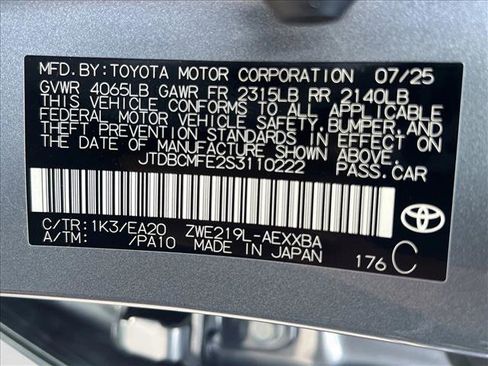 MFD. BY: TOYOTA MOTOR CORPORATION 07/25
GVWR 4065LB GAWR FR 2315LB RR 2140LB
THIS VEHICLE CONFORMS TO ALL APPLICABLE
FEDERAL MOTOR VEHICLE SAFETY, BUMPER, AND
THEFT PREVENTION STANDARDS IN EFFECT ON
THE DATE OF MANUFACTURE SHOWN ABOVE.
JTDBCMFE2S3110222 PASS. CAR
C/TR: 1K3/EA20 ZWE219L-AEXXBA
A/TM: /PA10 MADE IN JAPAN
176 C